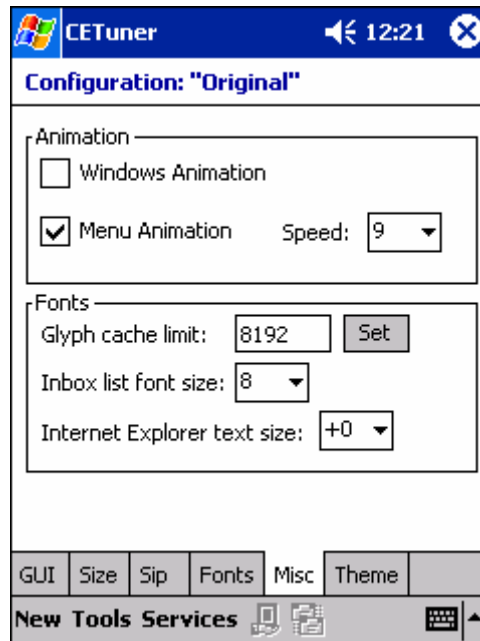 CETuner 12:21
Configuration: "Original"
Animation
Windows Animation
Menu Animation Speed: 9
Fonts
Glyph cache limit: 8192 Set
Inbox list font size: 8
Internet Explorer text size: +0
GUI Size Sip Fonts Misc Theme
New Tools Services